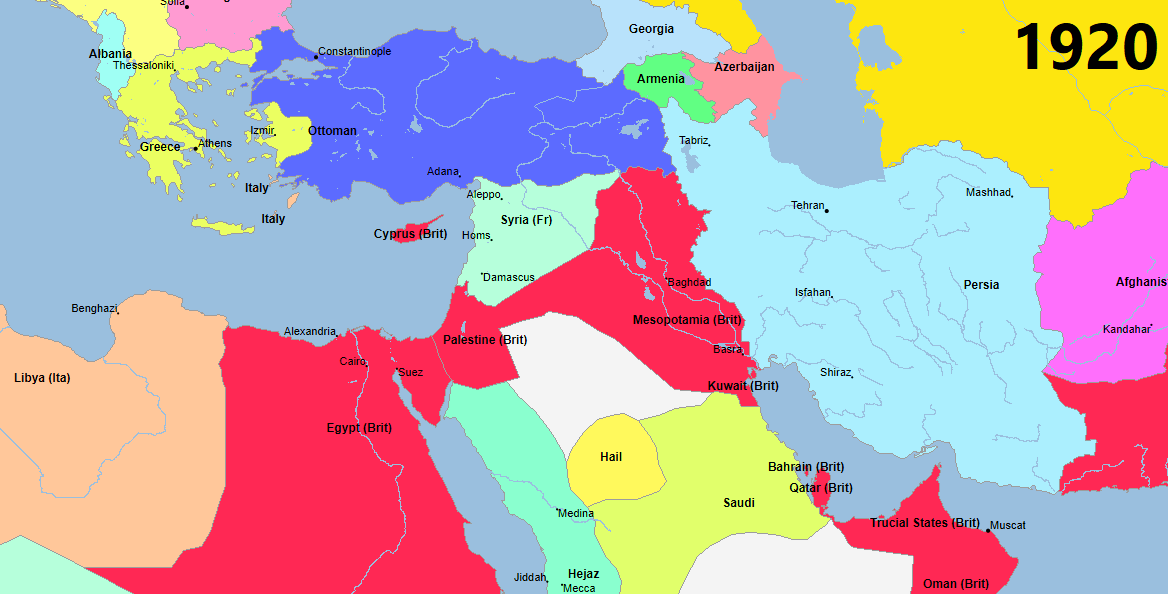 Sofia
1920
Georgia
Constantinople
Albania
Thessaloniki
Azerbaijan
Armenia
Izmir
Ottoman
Athens
Greece
Tabriz
Adana
Italy
Aleppo
Mashhad
Tehran
Italy
Syria (Fr)
Cyprus (Brit)
Homs
Damascus
Baghdad
Persia
Afghanis
Isfahan
Benghazi
Mesopotamia (Brit)
Alexandria
Kandahar
Palestine (Brit)
Basra
Cairo
Suez
Shiraz
Libya (Ita)
Kuwait (Brit)
Egypt (Brit)
Hail
Bahrain (Brit)
Qatar (Brit)
Saudi
Medina
Trucial States (Brit)
Muscat
Jiddah
Hejaz
Mecca
Oman (Brit)